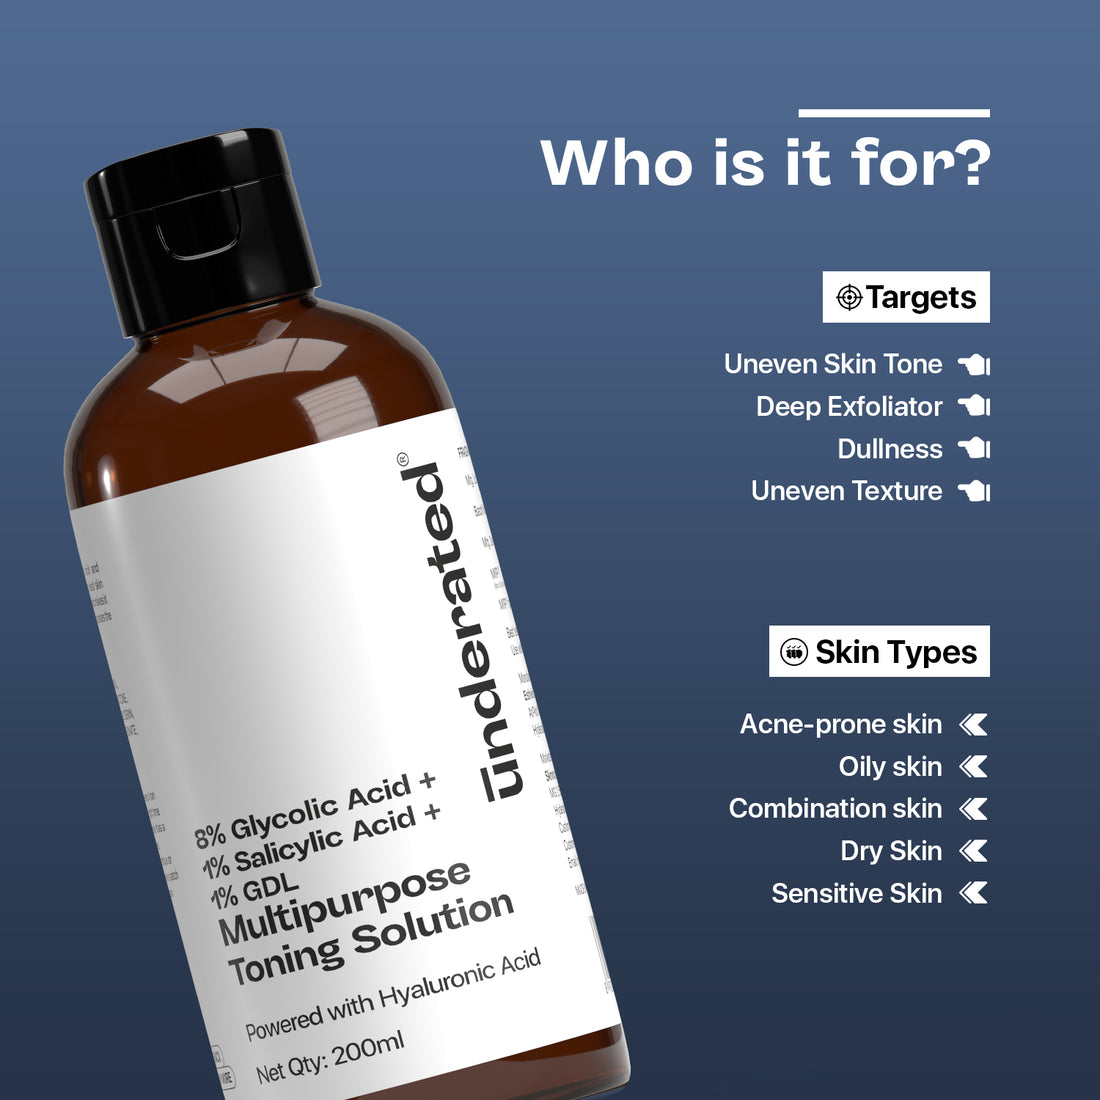 Who is it for?
Targets
Uneven Skin Tone
Deep Exfoliator
Dullness
Uneven Texture
Skin Types
Acne-prone skin
Oily skin
Combination skin
Dry Skin
Sensitive Skin
underated®
8% Glycolic Acid +
1% Salicylic Acid +
1% GDL
Multipurpose
Toning Solution
Powered with Hyaluronic Acid
Net Qty: 200ml